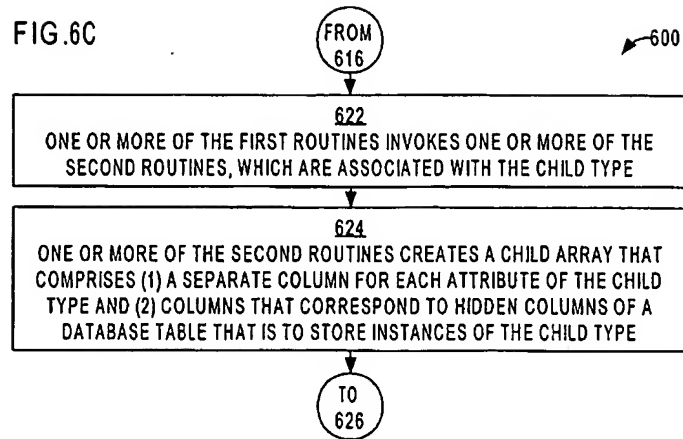 FIG.6C
FROM
616
600
622
ONE OR MORE OF THE FIRST ROUTINES INVOKES ONE OR MORE OF THE
SECOND ROUTINES, WHICH ARE ASSOCIATED WITH THE CHILD TYPE
624
ONE OR MORE OF THE SECOND ROUTINES CREATES A CHILD ARRAY THAT
COMPRISES (1) A SEPARATE COLUMN FOR EACH ATTRIBUTE OF THE CHILD
TYPE AND (2) COLUMNS THAT CORRESPOND TO HIDDEN COLUMNS OF A
DATABASE TABLE THAT IS TO STORE INSTANCES OF THE CHILD TYPE
TO
626